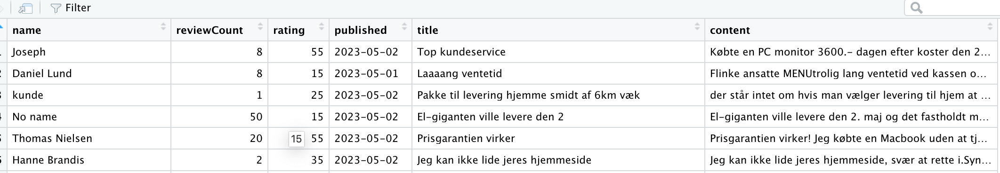 Filter
name reviewCount rating published title content
Joseph 8 55 2023-05-02 Top kundeservice Købte en PC monitor 3600.- dagen efter koster den 2...
Daniel Lund 8 15 2023-05-01 Laaaang ventetid Flinke ansatte MENUtrolig lang ventetid ved kassen o...
kunde 1 25 2023-05-02 Pakke til levering hjemme smidt af 6km væk der står intet om hvis man vælger levering til hjem at ...
No name 50 15 2023-05-02 El-giganten ville levere den 2 El-giganten ville levere den 2. maj og det fastholdt m...
Thomas Nielsen 20 15 55 2023-05-02 Prisgarantien virker Prisgarantien virker! Jeg købte en Macbook uden at tj...
Hanne Brandis 2 35 2023-05-02 Jeg kan ikke lide jeres hjemmeside Jeg kan ikke lide jeres hjemmeside, svær at rette i.Syn...